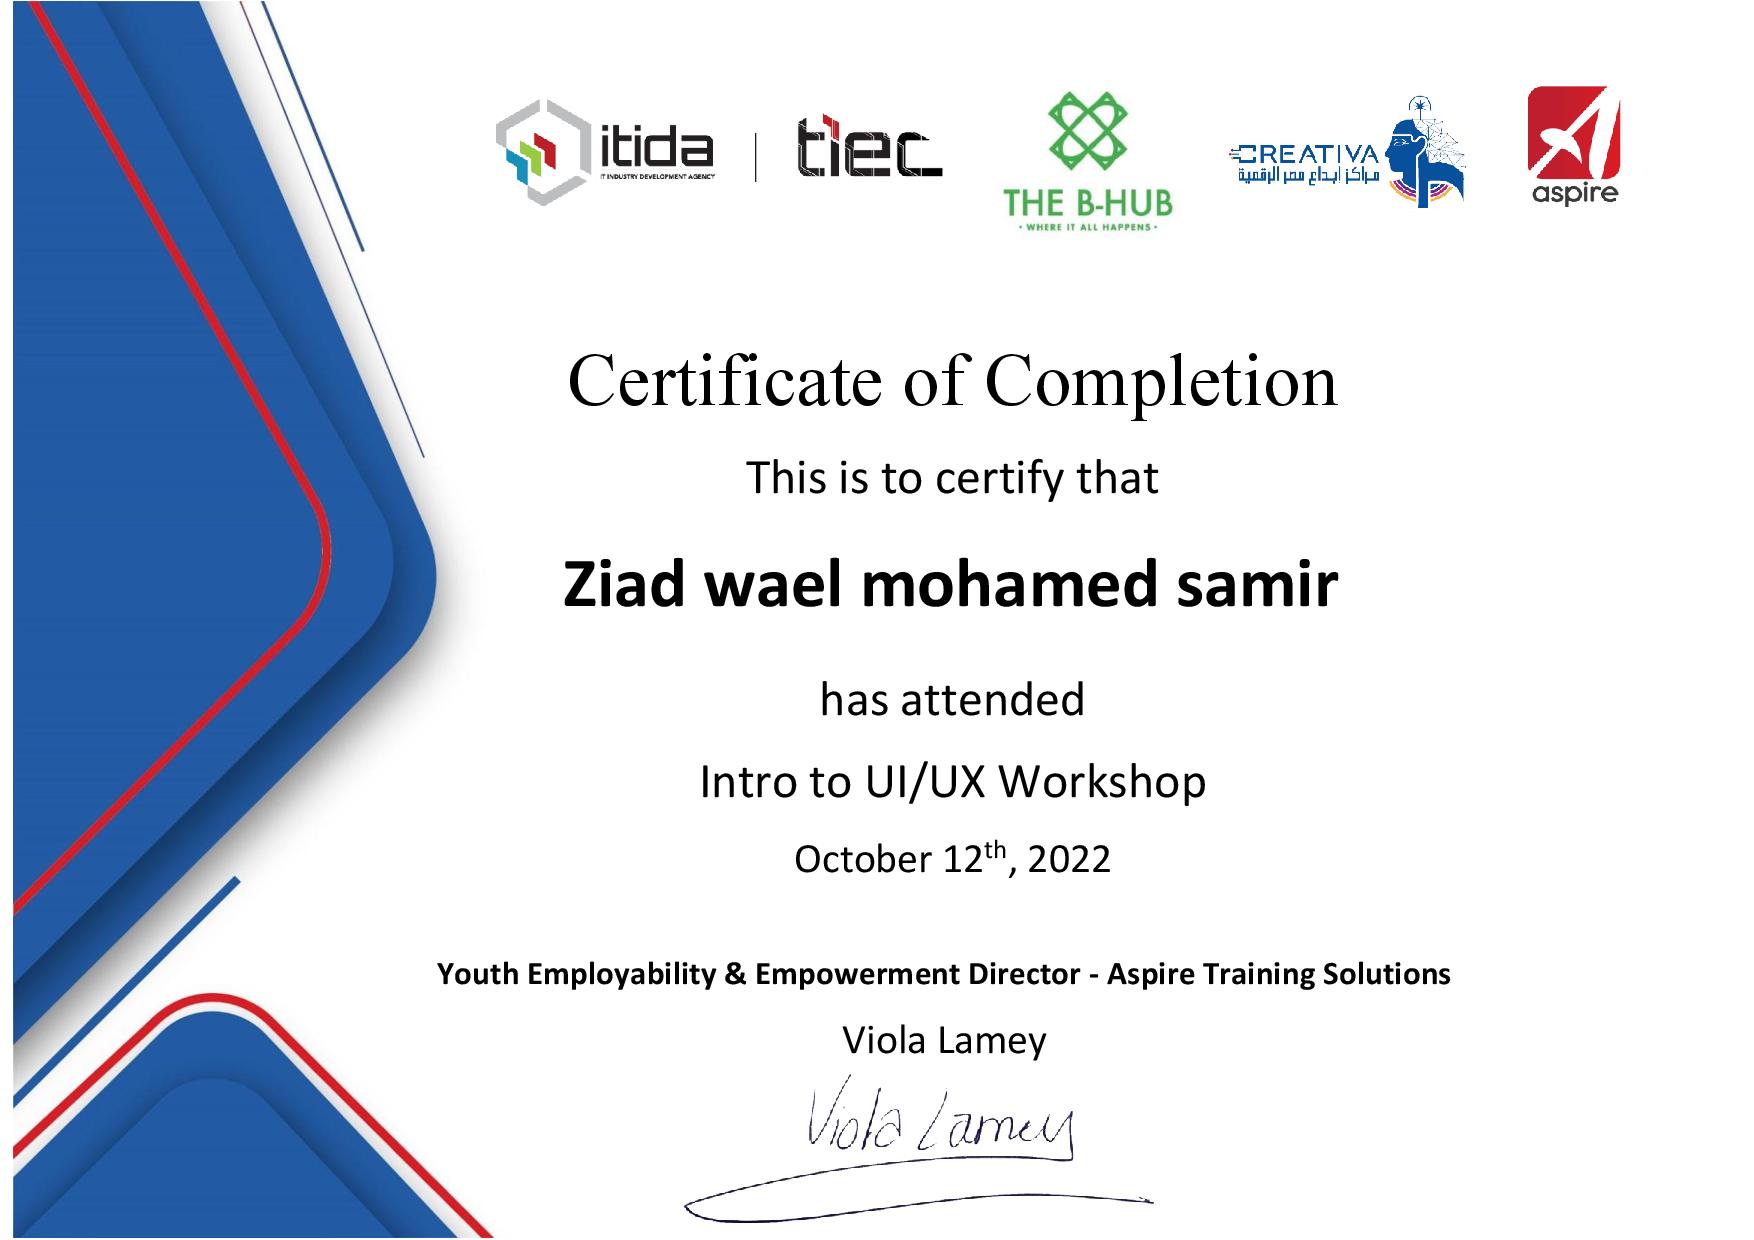 itida
IT INDUSTRY DEVELOPMENT AGENCY
tiec
THE B-HUB
· WHERE IT ALL HAPPENS ·
CREATIVA
مراكز إبداع مصر الرقمية
aspire
Certificate of Completion
This is to certify that
Ziad wael mohamed samir
has attended
Intro to UI/UX Workshop
October 12th, 2022
Youth Employability & Empowerment Director - Aspire Training Solutions
Viola Lamey
Viola Lamey